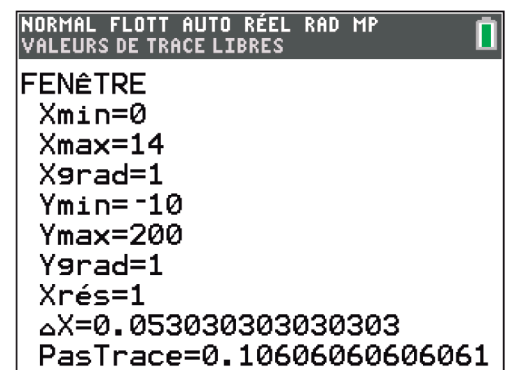 NORMAL FLOTT AUTO RÉEL RAD MP
VALEURS DE TRACE LIBRES
FENÊTRE
Xmin=0
Xmax=14
Xgrad=1
Ymin=-10
Ymax=200
Ygrad=1
Xrés=1
△X=0.053030303030303
PasTrace=0.10606060606061